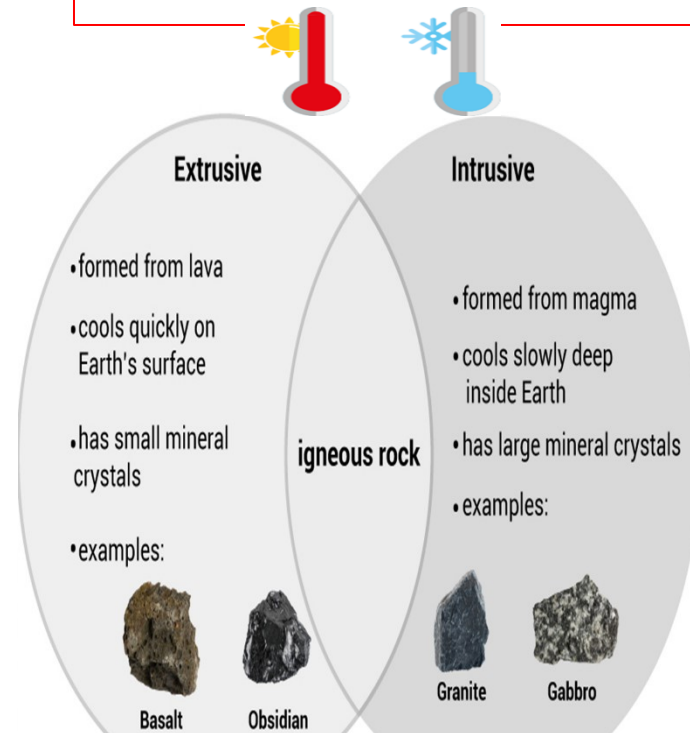 Extrusive
•formed from lava
•cools quickly on
Earth's surface
•has small mineral
crystals
•examples:
Basalt
Obsidian
igneous rock
Intrusive
•formed from magma
•cools slowly deep
inside Earth
•has large mineral crystals
•examples:
Granite
Gabbro